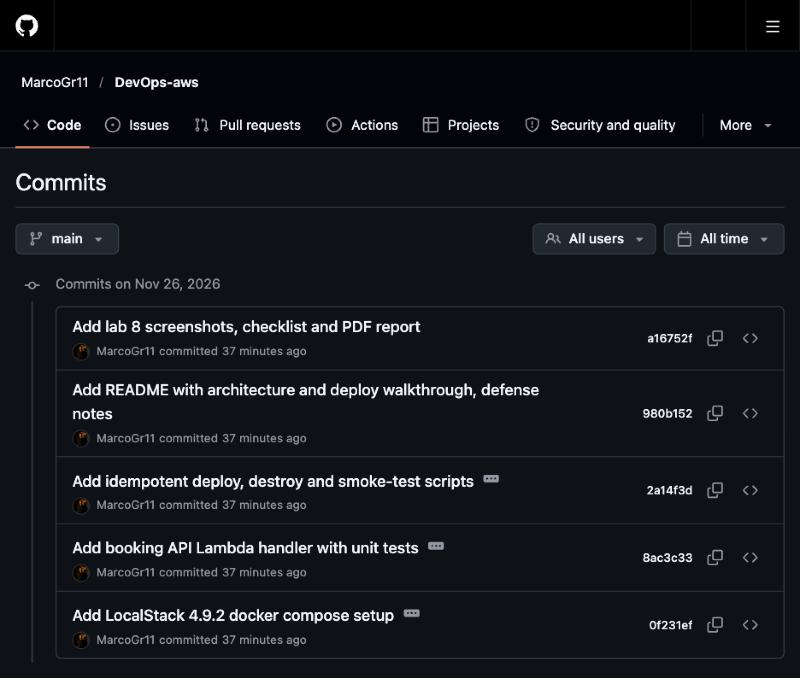 MarcoGr11 / DevOps-aws
Code Issues Pull requests Actions Projects Security and quality More
Commits
main All users All time
Commits on Nov 26, 2026
Add lab 8 screenshots, checklist and PDF report
MarcoGr11 committed 37 minutes ago
a16752f
Add README with architecture and deploy walkthrough, defense
notes
MarcoGr11 committed 37 minutes ago
980b152
Add idempotent deploy, destroy and smoke-test scripts
MarcoGr11 committed 37 minutes ago
2a14f3d
Add booking API Lambda handler with unit tests
MarcoGr11 committed 37 minutes ago
8ac3c33
Add LocalStack 4.9.2 docker compose setup
MarcoGr11 committed 37 minutes ago
0f231ef